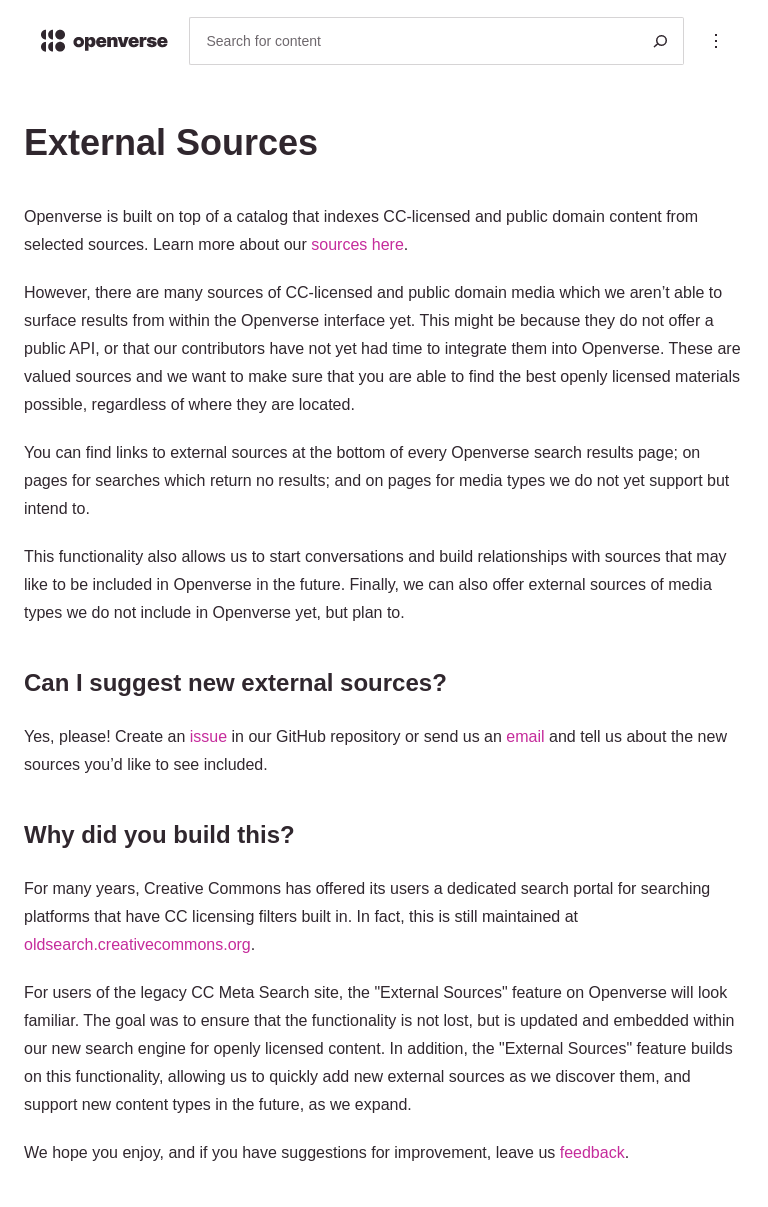 openverse
Search for content
External Sources
Openverse is built on top of a catalog that indexes CC-licensed and public domain content from
selected sources. Learn more about our sources here.
However, there are many sources of CC-licensed and public domain media which we aren’t able to
surface results from within the Openverse interface yet. This might be because they do not offer a
public API, or that our contributors have not yet had time to integrate them into Openverse. These are
valued sources and we want to make sure that you are able to find the best openly licensed materials
possible, regardless of where they are located.
You can find links to external sources at the bottom of every Openverse search results page; on
pages for searches which return no results; and on pages for media types we do not yet support but
intend to.
This functionality also allows us to start conversations and build relationships with sources that may
like to be included in Openverse in the future. Finally, we can also offer external sources of media
types we do not include in Openverse yet, but plan to.
Can I suggest new external sources?
Yes, please! Create an issue in our GitHub repository or send us an email and tell us about the new
sources you’d like to see included.
Why did you build this?
For many years, Creative Commons has offered its users a dedicated search portal for searching
platforms that have CC licensing filters built in. In fact, this is still maintained at
oldsearch.creativecommons.org.
For users of the legacy CC Meta Search site, the "External Sources" feature on Openverse will look
familiar. The goal was to ensure that the functionality is not lost, but is updated and embedded within
our new search engine for openly licensed content. In addition, the "External Sources" feature builds
on this functionality, allowing us to quickly add new external sources as we discover them, and
support new content types in the future, as we expand.
We hope you enjoy, and if you have suggestions for improvement, leave us feedback.